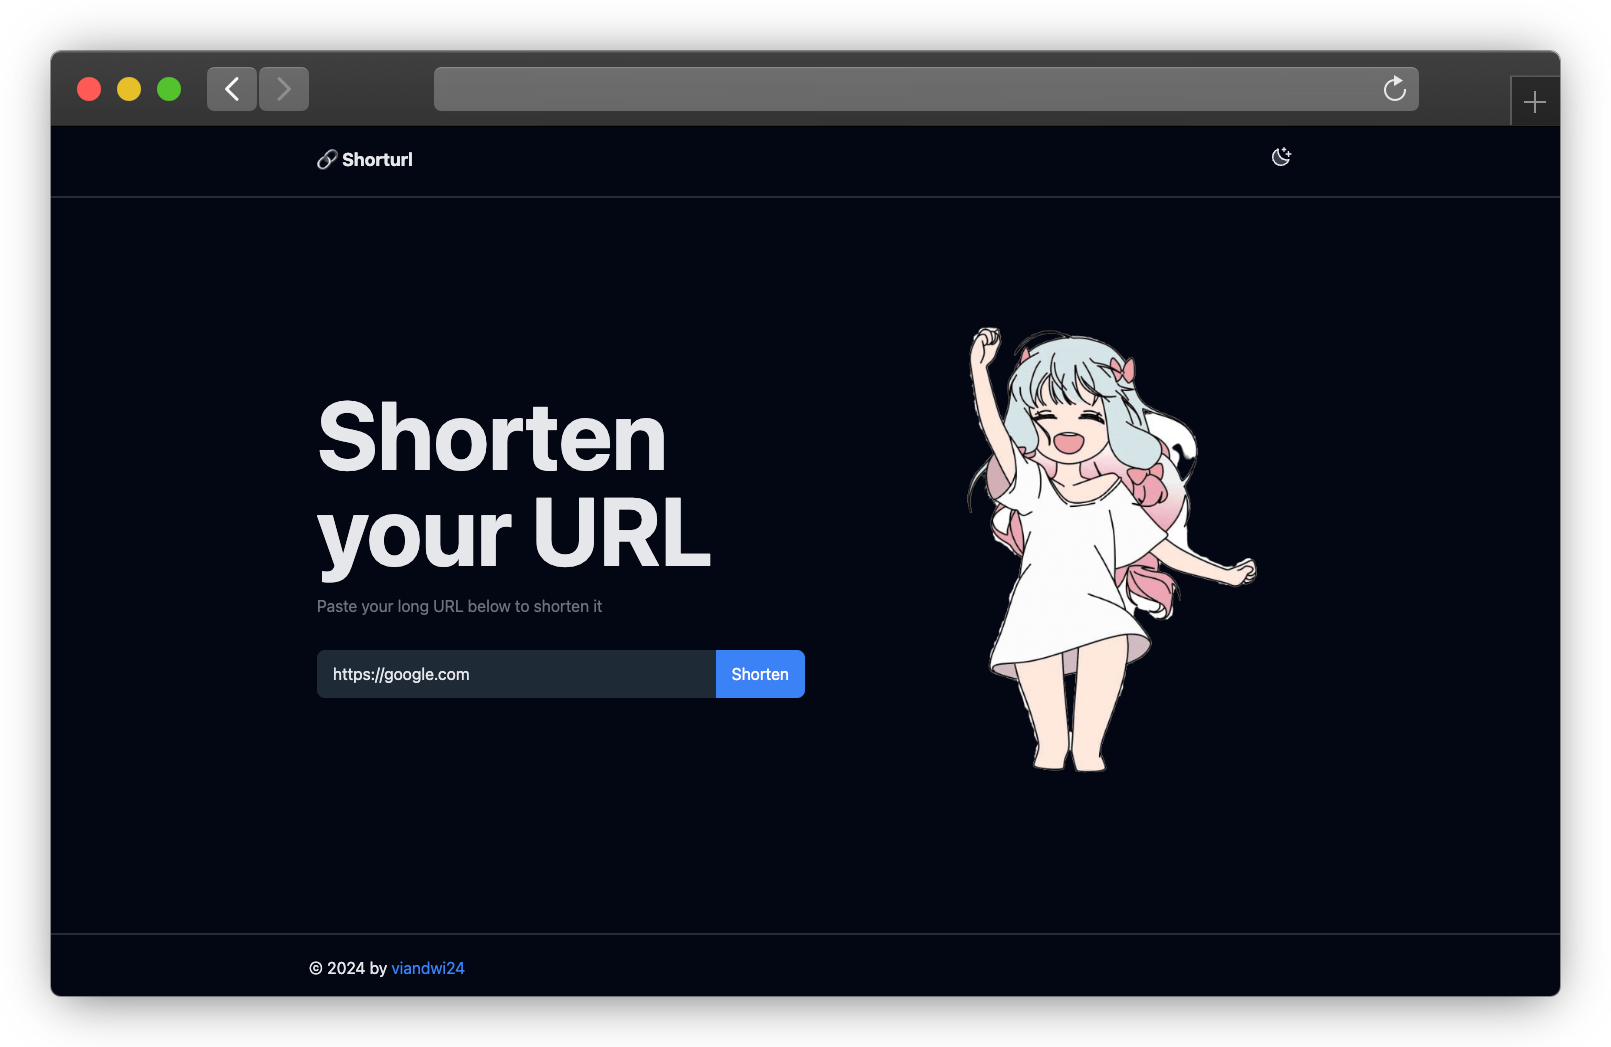 Shorturl
Shorten
your URL
Paste your long URL below to shorten it
https://google.com
Shorten
© 2024 by viandwi24